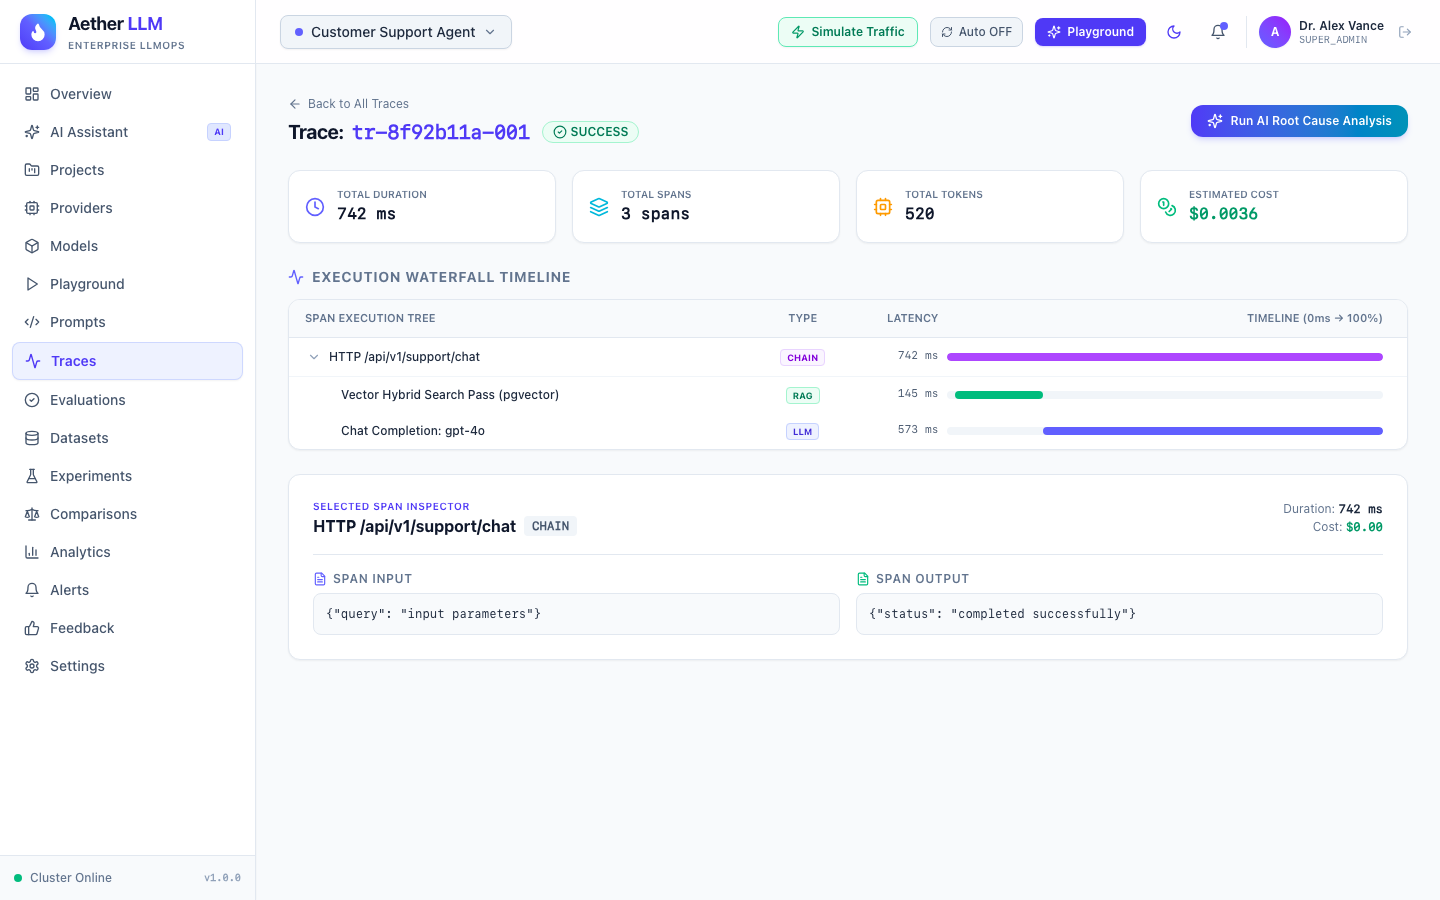 Aether LLM
ENTERPRISE LLMOPS
Customer Support Agent
Simulate Traffic
Auto OFF
Playground
A
Dr. Alex Vance
SUPER_ADMIN
Overview
AI Assistant
AI
Projects
Providers
Models
Playground
Prompts
Traces
Evaluations
Datasets
Experiments
Comparisons
Analytics
Alerts
Feedback
Settings
Cluster Online
v1.0.0
Back to All Traces
Trace: tr-8f92b11a-001
SUCCESS
Run AI Root Cause Analysis
TOTAL DURATION
742 ms
TOTAL SPANS
3 spans
TOTAL TOKENS
520
ESTIMATED COST
$0.0036
EXECUTION WATERFALL TIMELINE
SPAN EXECUTION TREE TYPE LATENCY TIMELINE (0ms → 100%)
HTTP /api/v1/support/chat CHAIN 742 ms
Vector Hybrid Search Pass (pgvector) RAG 145 ms
Chat Completion: gpt-4o LLM 573 ms
SELECTED SPAN INSPECTOR
HTTP /api/v1/support/chat CHAIN
Duration: 742 ms
Cost: $0.00
SPAN INPUT
{"query": "input parameters"}
SPAN OUTPUT
{"status": "completed successfully"}